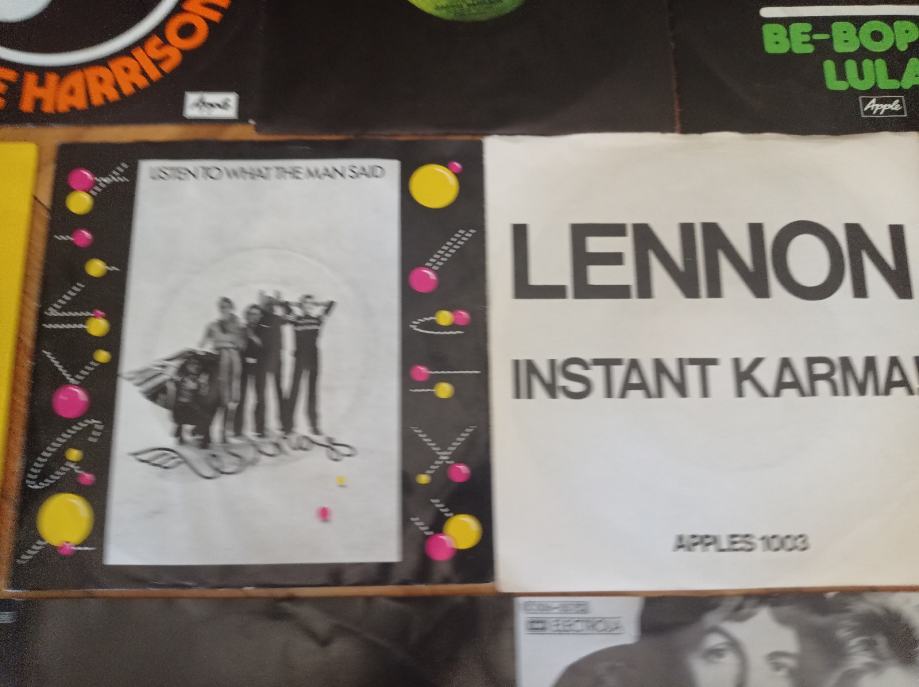 E HARRISON
Apple
BE-BOP
LULA
Apple
LISTEN TO WHAT THE MAN SAID
LENNON
INSTANT KARMA!
APPLES 1003
ELECTROLA